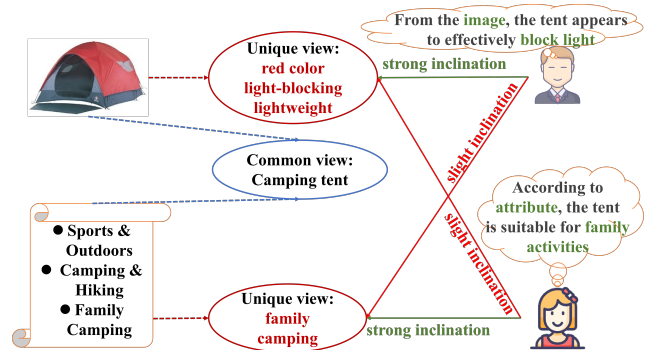 From the image, the tent appears
to effectively block light
Unique view:
red color
light-blocking
lightweight
strong inclination
slight inclination
Common view:
Camping tent
slight inclination
According to
attribute, the tent
is suitable for family
activities
● Sports &
Outdoors
● Camping &
Hiking
● Family
Camping
Unique view:
family
camping
strong inclination